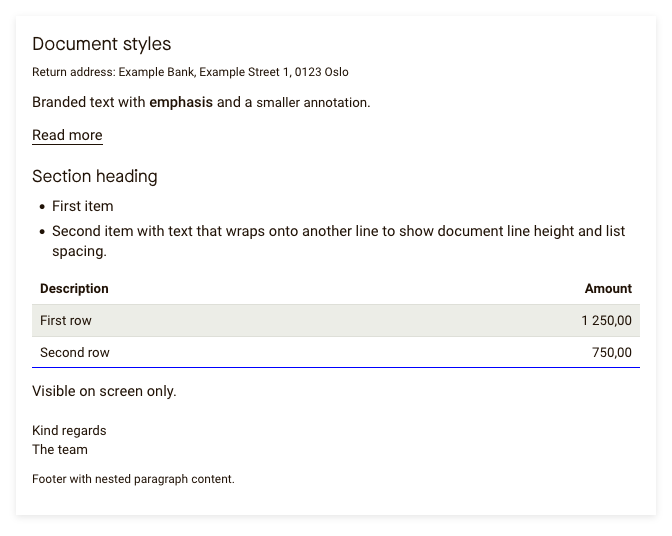 Document styles
Return address: Example Bank, Example Street 1, 0123 Oslo
Branded text with emphasis and a smaller annotation.
Read more
Section heading
• First item
• Second item with text that wraps onto another line to show document line height and list
spacing.
Description Amount
First row 1 250,00
Second row 750,00
Visible on screen only.
Kind regards
The team
Footer with nested paragraph content.